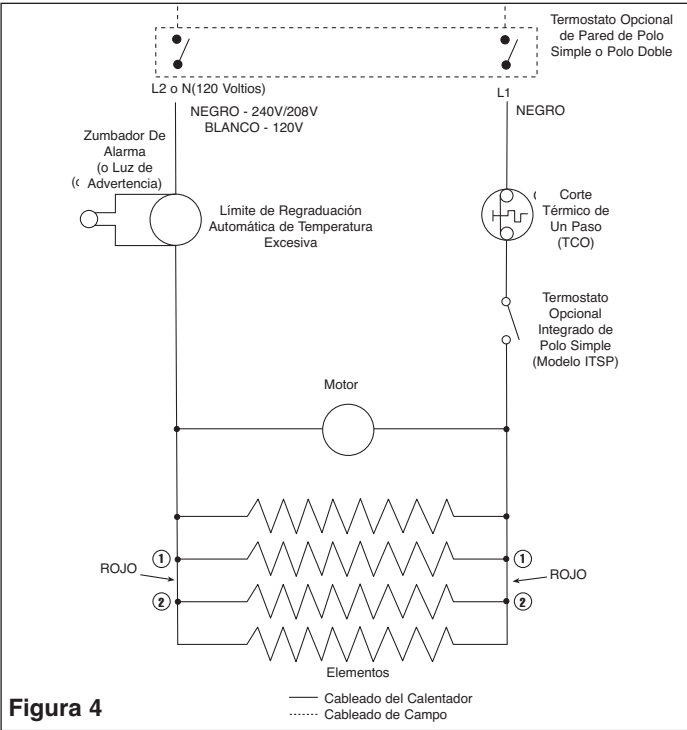 Termostato Opcional
de Pared de Polo
Simple o Polo Doble
L2 o N(120 Voltios)
L1
NEGRO - 240V/208V
BLANCO - 120V
NEGRO
Zumbador De
Alarma
(o Luz de
(c Advertencia)
Límite de Regraduación
Automática de Temperatura
Excesiva
( Corte
Térmico de
Un Paso
(TCO)
Termostato
Opcional
Integrado de
Polo Simple
(Modelo ITSP)
Motor
1
1
ROJO
ROJO
2
2
Elementos
Cableado del Calentador
Cableado de Campo
Figura 4